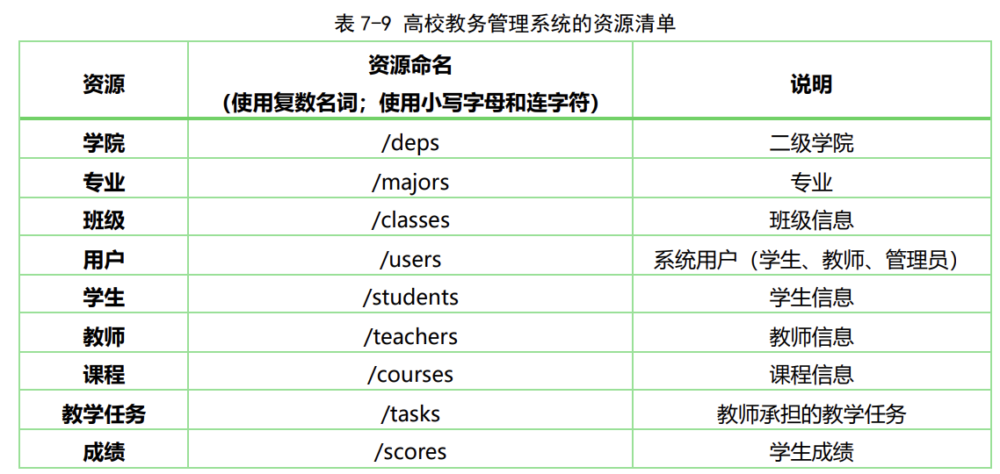 表 7-9 高校教务管理系统的资源清单
资源 资源命名 说明
（使用复数名词；使用小写字母和连字符）
学院 /deps 二级学院
专业 /majors 专业
班级 /classes 班级信息
用户 /users 系统用户（学生、教师、管理员）
学生 /students 学生信息
教师 /teachers 教师信息
课程 /courses 课程信息
教学任务 /tasks 教师承担的教学任务
成绩 /scores 学生成绩